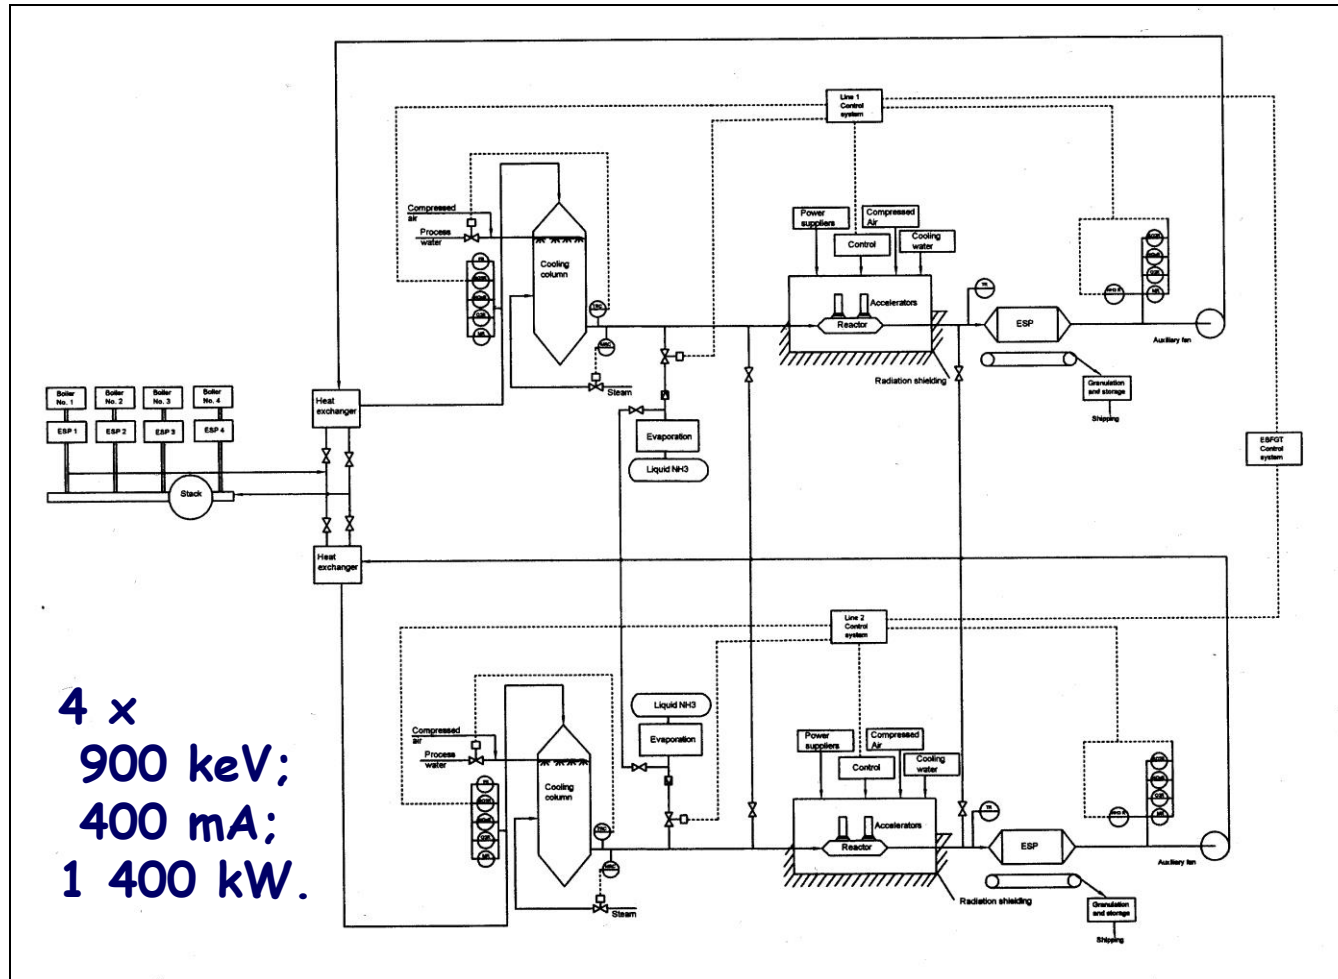 Line 1
Control
system
Compressed
air
Process
water
Cooling
column
Steam
Power
suppliers
Compressed
Air
Control
Cooling
water
Accelerators
Reactor
Radiation shielding
TR
ESP
Auxiliary fan
Granulation
and storage
Shipping
Boiler
No. 1
Boiler
No. 2
Boiler
No. 3
Boiler
No. 4
ESP 1
ESP 2
ESP 3
ESP 4
Stack
Heat
exchanger
Evaporation
Liquid NH3
EBFGT
Control
system
Heat
exchanger
Line 2
Control
system
Liquid NH3
Evaporation
Compressed
air
Process
water
Cooling
column
Steam
Power
suppliers
Compressed
Air
Control
Cooling
water
Accelerators
Reactor
Radiation shielding
TR
ESP
Auxiliary fan
Granulation
and storage
Shipping
4 x
900 keV;
400 mA;
1 400 kW.